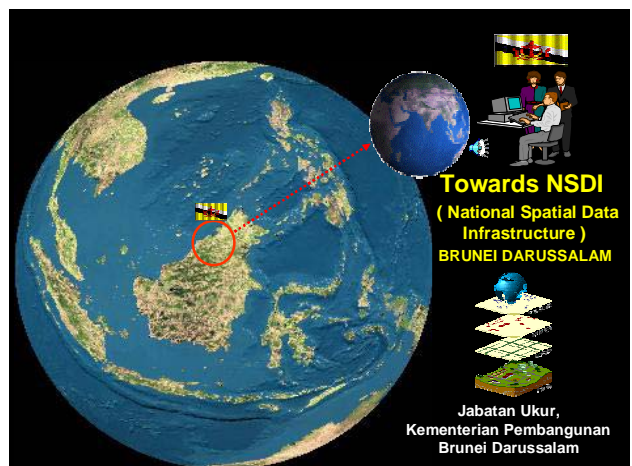 Towards NSDI
( National Spatial Data
Infrastructure )
BRUNEI DARUSSALAM
Jabatan Ukur,
Kementerian Pembangunan
Brunei Darussalam